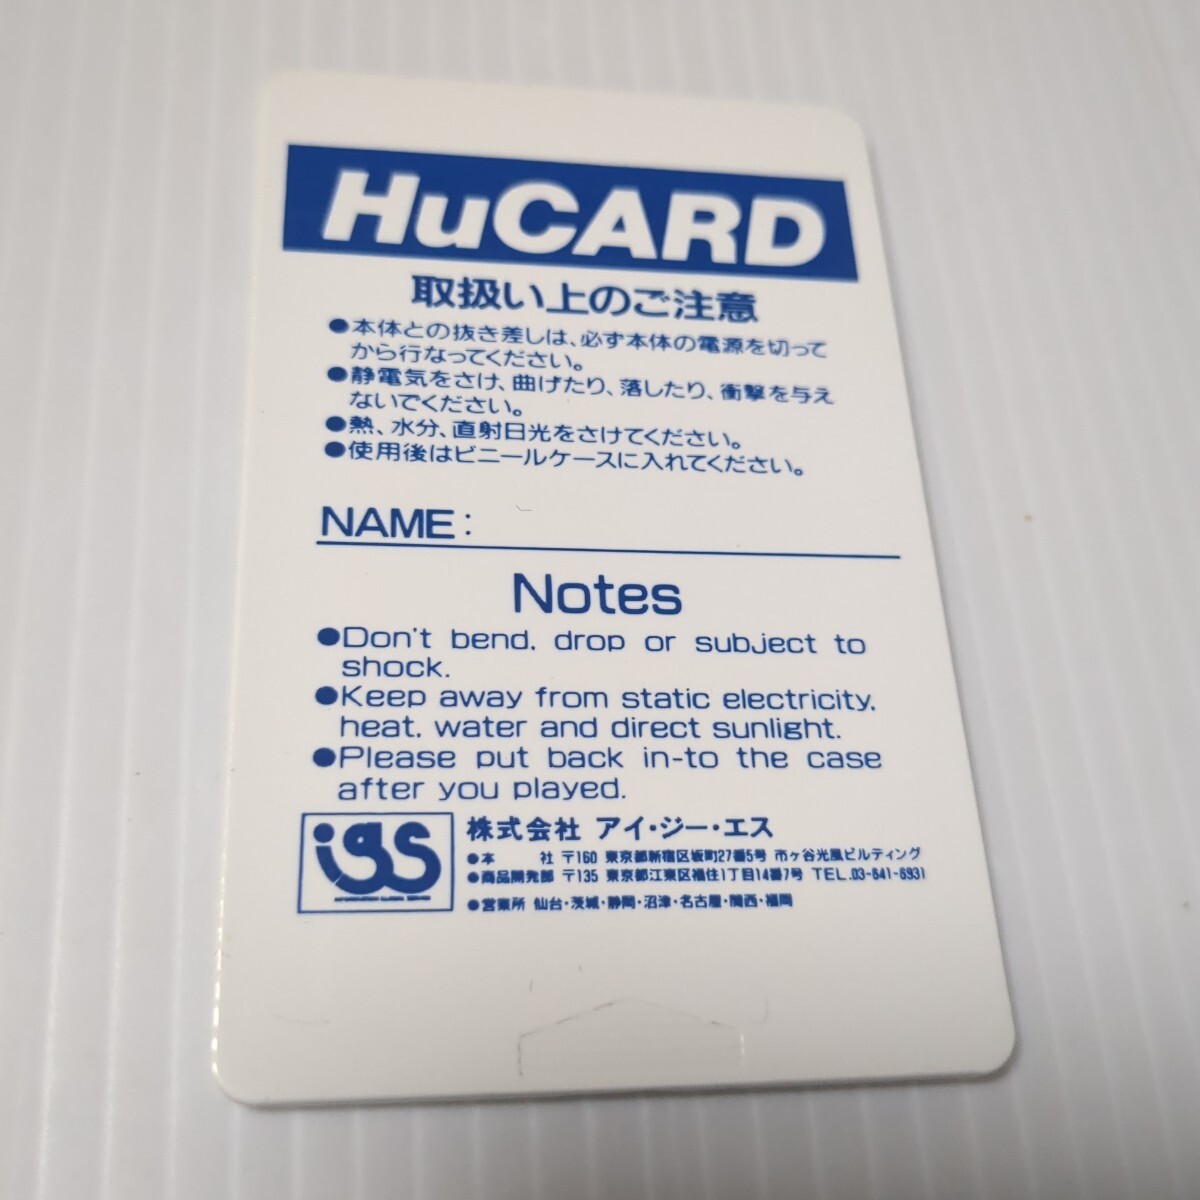 HuCARD
取扱い上のご注意
●本体との抜き差しは、必ず本体の電源を切って
から行なってください。
●静電気をさけ、曲げたり、落したり、衝撃を与え
ないでください。
●熱、水分、直射日光をさけてください。
●使用後はビニールケースに入れてください。
NAME:
Notes
●Don't bend, drop or subject to
shock.
●Keep away from static electricity,
heat, water and direct sunlight.
●Please put back in-to the case
after you played.
igs
株式会社 アイ・ジー・エス
●本 社 〒160 東京都新宿区坂町27番5号 市ヶ谷光風ビルディング
●商品開発部 〒135 東京都江東区福住1丁目14番7号 TEL.03-641-6931
●営業所 仙台・茨城・静岡・沼津・名古屋・関西・福岡